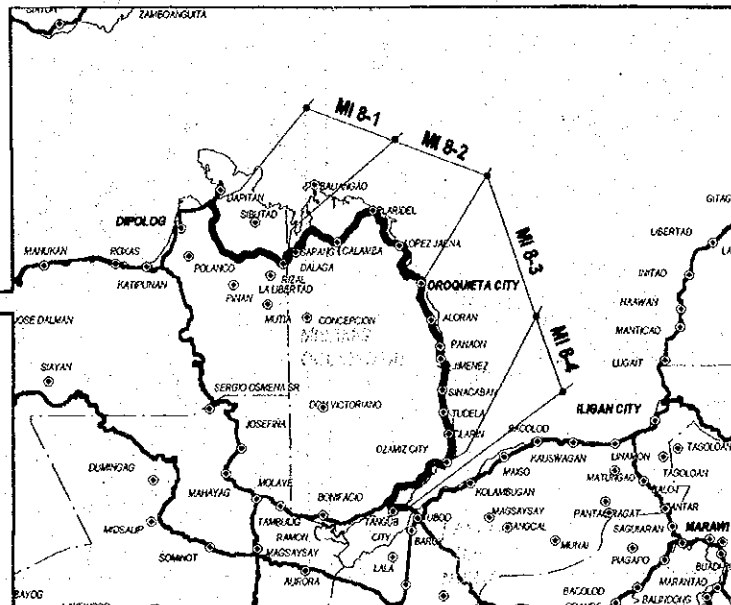 ZAMBOANGUITA
MI 8-1
MI 8-2
MI 8-3
MI 8-4
DAPITAN
BALIANGAO
DIPOLOG
SIBUTAD
PLARIDEL
LOPEZ JAENA
CALAMBA
SAPANG
DALAGA
MANUKAN
ROXAS
KATIPUNAN
POLANCO
RIZAL
LA LIBERTAD
PINAN
MUTIA
CONCEPCION
OROQUIETA CITY
ALORAN
PANAON
JIMENEZ
SINACABAN
TUDELA
CLARIN
OZAMIZ CITY
JOSE DALMAN
SIAYAN
SERGIO OSMENA SR
DON VICTORIANO
JOSEFINA
DUMINGAG
MAHAYAG
MOLAVE
MIDSALIP
TAMBULIG
BONIFACIO
RAMON
MAGSAYSAY
TANGUB
CITY
SOMINOT
AURORA
LALA
BAROY
TUBOD
KOLAMBUGAN
MAIGO
BACOLOD
KAUSWAGAN
ILIGAN CITY
LINAMON
MATUNGAO
TAGOLOAN
TAGOLOAN
BALOI
PANTAR
PANTAO RAGAT
MAGSAYSAY
TANGCAL
MUNAI
SAGUIARAN
MARAWI
PIAGAPO
MARANTAO
BALINDONG
BACOLOD
GITAG
LIBERTAD
INITAO
NAAWAN
MANTICAO
LUGAIT
BAYOG